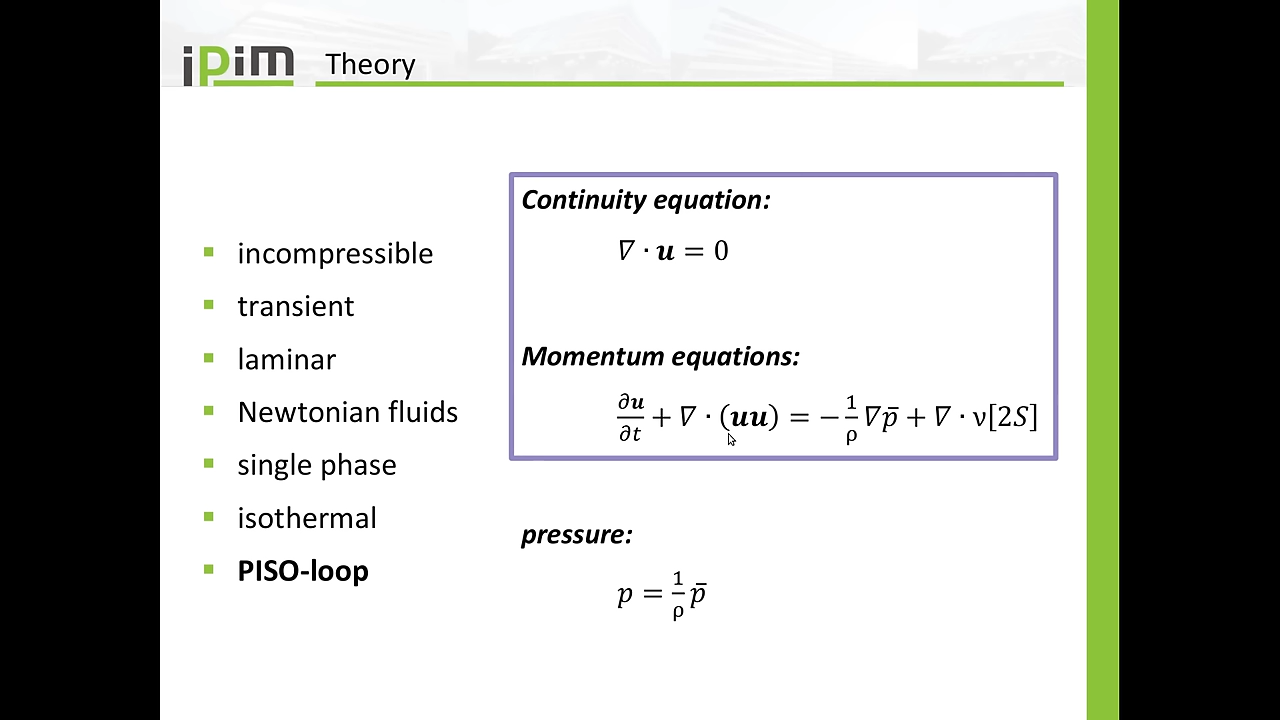 iPiM Theory
incompressible
transient
laminar
Newtonian fluids
single phase
isothermal
PISO-loop
Continuity equation:
∇ · u = 0
Momentum equations:
∂u/∂t + ∇ · (uu) = −1/ρ ∇p̄ + ∇ · ν[2S]
pressure:
p = 1/ρ p̄